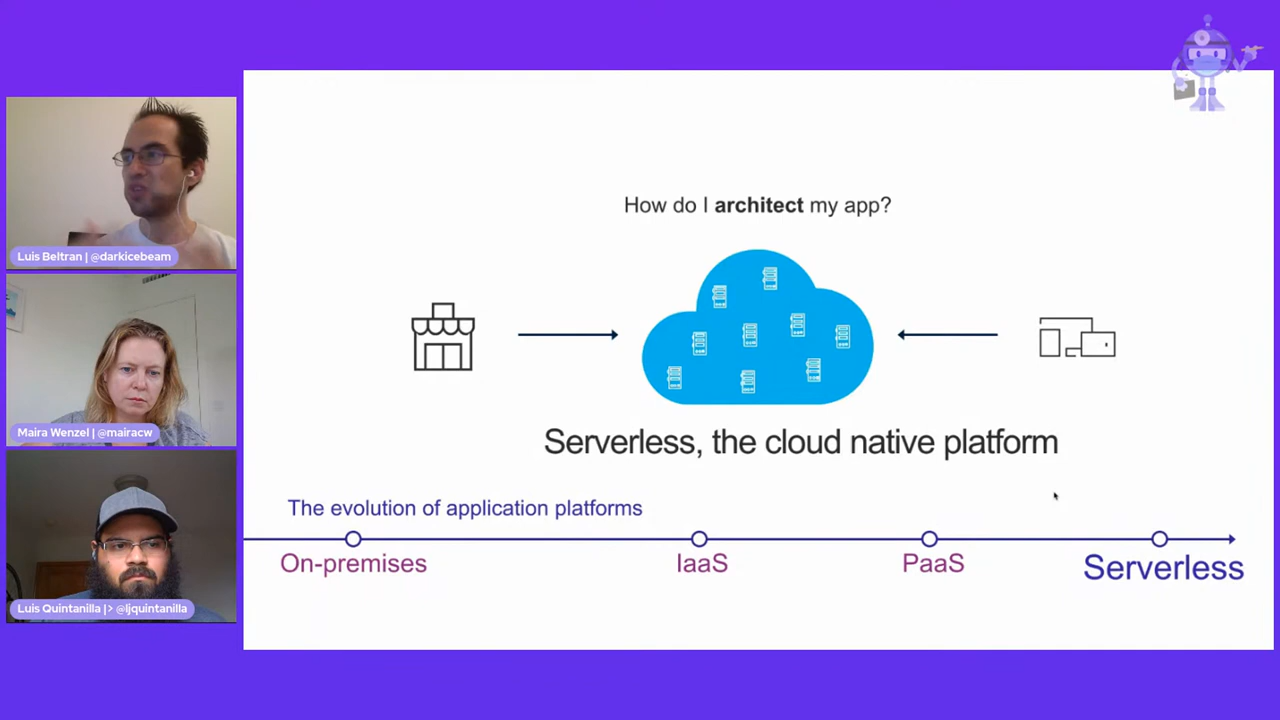 Luis Beltran | @darkicebeam
Maira Wenzel | @mairacw
Luis Quintanilla |> @ljquintanilla
How do I architect my app?
Serverless, the cloud native platform
The evolution of application platforms
On-premises
IaaS
PaaS
Serverless